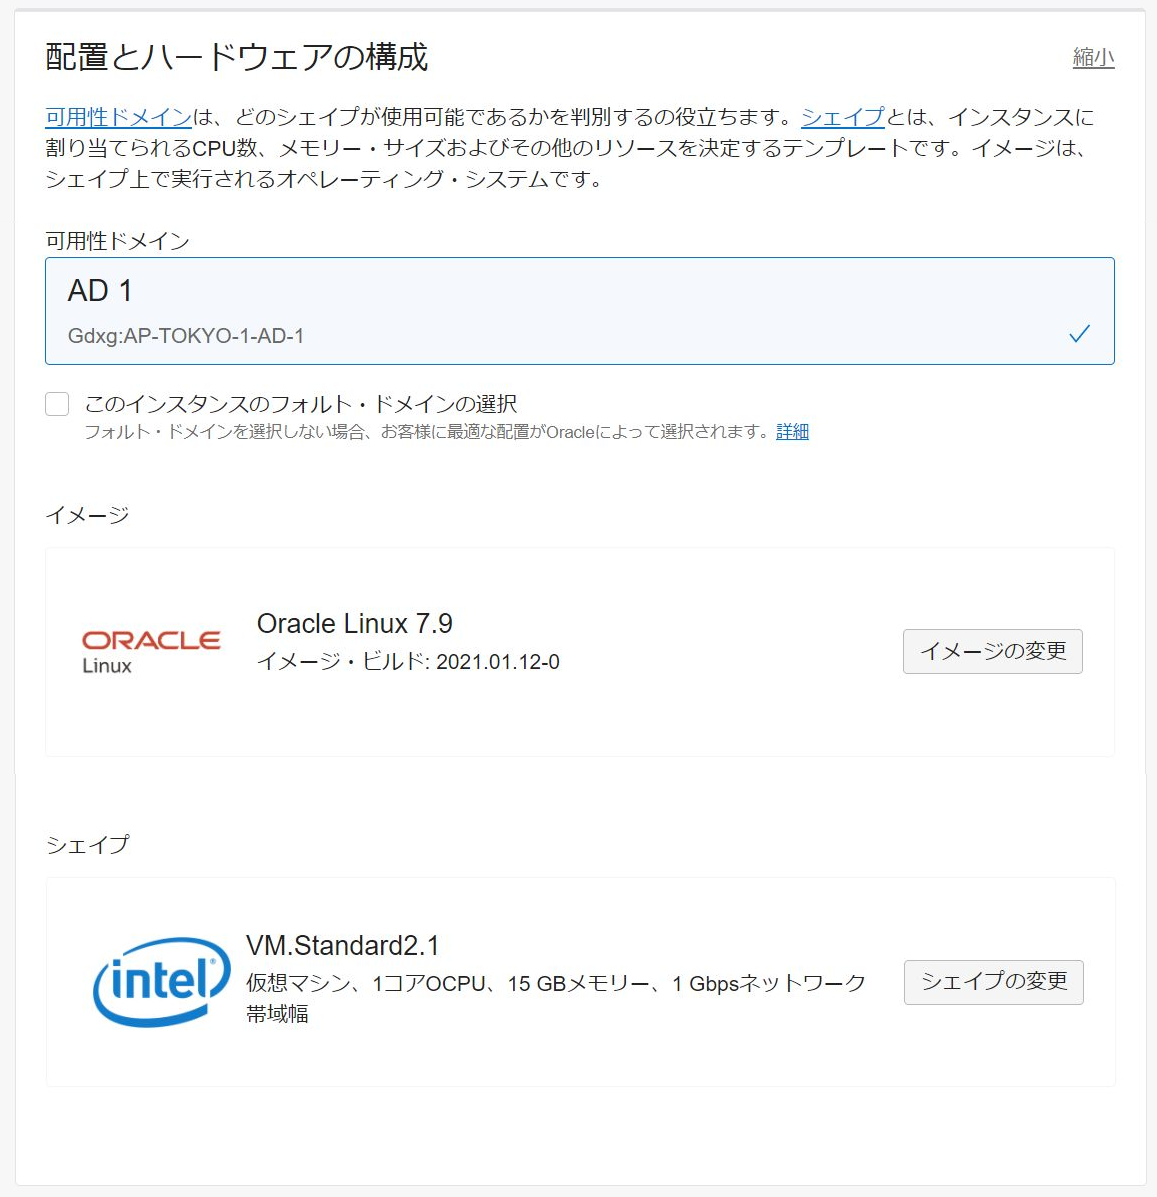 配置とハードウェアの構成
縮小
可用性ドメインは、どのシェイプが使用可能であるかを判別するの役立ちます。シェイプとは、インスタンスに
割り当てられるCPU数、メモリー・サイズおよびその他のリソースを決定するテンプレートです。イメージは、
シェイプ上で実行されるオペレーティング・システムです。
可用性ドメイン
AD 1
Gdxg:AP-TOKYO-1-AD-1
このインスタンスのフォルト・ドメインの選択
フォルト・ドメインを選択しない場合、お客様に最適な配置がOracleによって選択されます。詳細
イメージ
ORACLE
Linux
Oracle Linux 7.9
イメージ・ビルド: 2021.01.12-0
イメージの変更
シェイプ
intel®
VM.Standard2.1
仮想マシン、1コアOCPU、15 GBメモリー、1 Gbpsネットワーク
帯域幅
シェイプの変更